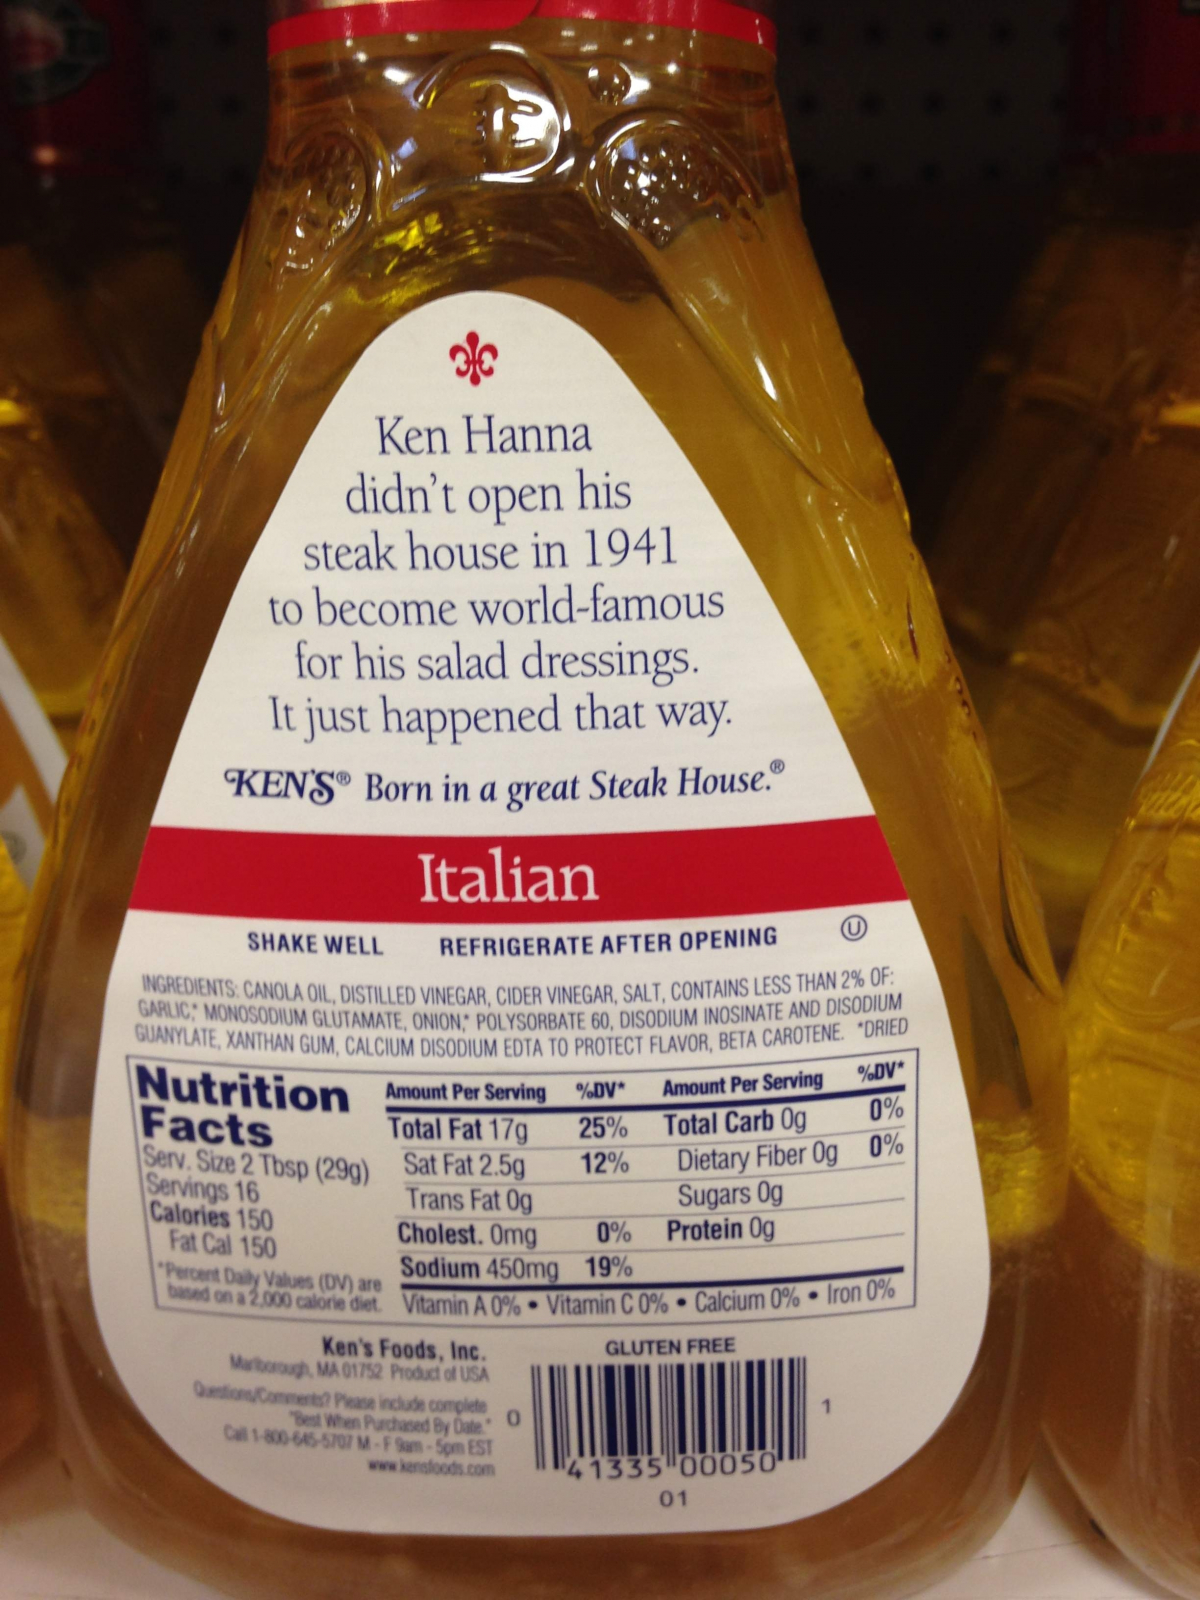 Ken Hanna
didn't open his
steak house in 1941
to become world-famous
for his salad dressings.
It just happened that way.
KEN'S® Born in a great Steak House.®
Italian
SHAKE WELL REFRIGERATE AFTER OPENING U
INGREDIENTS: CANOLA OIL, DISTILLED VINEGAR, CIDER VINEGAR, SALT, CONTAINS LESS THAN 2% OF:
GARLIC,* MONOSODIUM GLUTAMATE, ONION,* POLYSORBATE 60, DISODIUM INOSINATE AND DISODIUM
GUANYLATE, XANTHAN GUM, CALCIUM DISODIUM EDTA TO PROTECT FLAVOR, BETA CAROTENE. *DRIED
Nutrition
Facts
Serv. Size 2 Tbsp (29g)
Servings 16
Calories 150
Fat Cal 150
*Percent Daily Values (DV) are
based on a 2,000 calorie diet.
Amount Per Serving %DV*
Total Fat 17g 25%
Sat Fat 2.5g 12%
Trans Fat 0g
Cholest. 0mg 0%
Sodium 450mg 19%
Amount Per Serving %DV*
Total Carb 0g 0%
Dietary Fiber 0g 0%
Sugars 0g
Protein 0g
Vitamin A 0% • Vitamin C 0% • Calcium 0% • Iron 0%
Ken's Foods, Inc.
Marlborough, MA 01752 Product of USA
Questions/Comments? Please include complete
"Best When Purchased By Date."
Call 1-800-645-5707 M - F 9am - 5pm EST
www.kensfoods.com
GLUTEN FREE
0 41335 00050 1
01